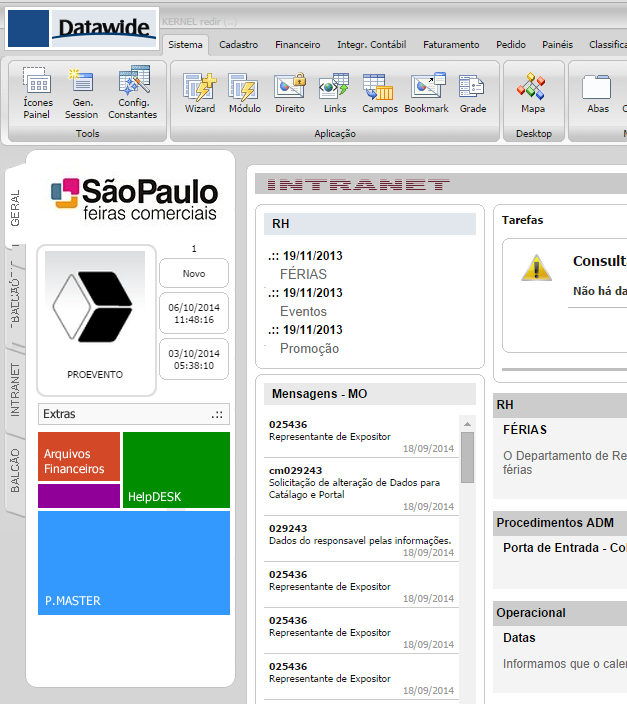 Datawide
KERNEL redir (..)
Sistema Cadastro Financeiro Integr. Contábil Faturamento Pedido Painéis Classifica
Ícones Painel
Gen. Session
Config. Constantes
Tools
Wizard Módulo Direito Links Campos Bookmark Grade
Aplicação
Mapa
Desktop
Abas
GERAL
BALCÃO
INTRANET
BALCÃO
SãoPaulo
feiras comerciais
1
Novo
06/10/2014
11:48:16
03/10/2014
05:38:10
PROEVENTO
Extras .::
Arquivos
Financeiros
HelpDESK
P.MASTER
INTRANET
RH
.:: 19/11/2013
FÉRIAS
.:: 19/11/2013
Eventos
.:: 19/11/2013
Promoção
Mensagens - MO
025436
Representante de Expositor
18/09/2014
cm029243
Solicitação de alteração de Dados para
Catálago e Portal
18/09/2014
029243
Dados do responsavel pelas informações.
18/09/2014
025436
Representante de Expositor
18/09/2014
025436
Representante de Expositor
18/09/2014
025436
Representante de Expositor
18/09/2014
Tarefas
Consult
Não há da
RH
FÉRIAS
O Departamento de Re
férias
Procedimentos ADM
Porta de Entrada - Co
Operacional
Datas
Informamos que o caler